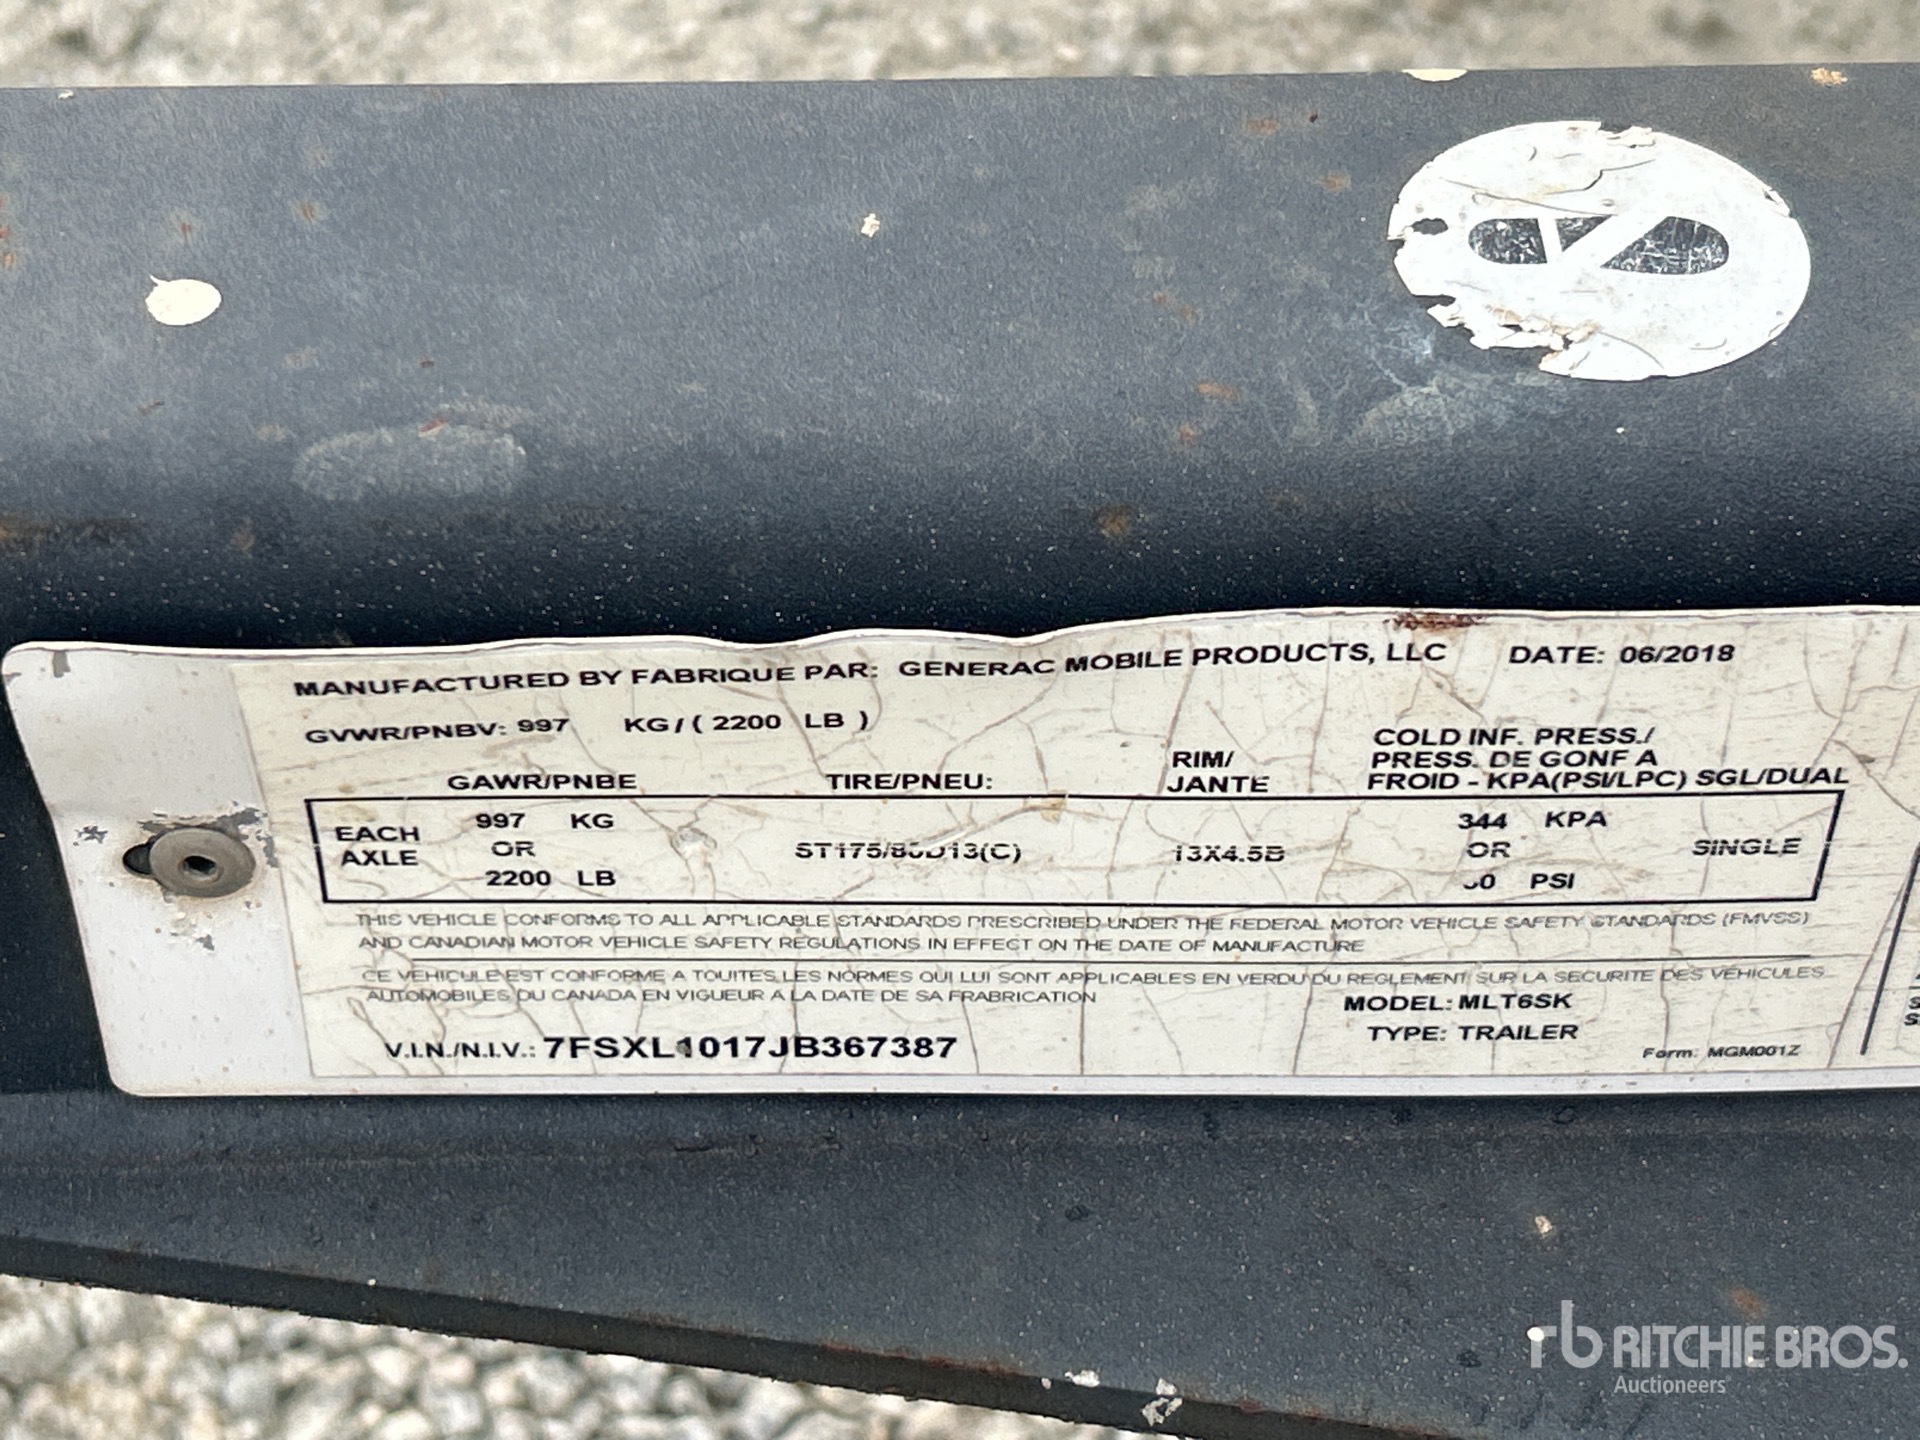 MANUFACTURED BY FABRIQUE PAR: GENERAC MOBILE PRODUCTS, LLC DATE: 06/2018
GVWR/PNBV: 997 KG / ( 2200 LB )
GAWR/PNBE TIRE/PNEU: RIM/ JANTE COLD INF. PRESS./
PRESS. DE GONF A
FROID - KPA(PSI/LPC) SGL/DUAL
EACH AXLE 997 KG OR 2200 LB ST175/80D13(C) 13X4.5B 344 KPA OR PSI SINGLE
THIS VEHICLE CONFORMS TO ALL APPLICABLE STANDARDS PRESCRIBED UNDER THE FEDERAL MOTOR VEHICLE SAFETY STANDARDS (FMVSS)
AND CANADIAN MOTOR VEHICLE SAFETY REGULATIONS IN EFFECT ON THE DATE OF MANUFACTURE
CE VEHICULE EST CONFORME A TOUTES LES NORMES QUI LUI SONT APPLICABLES EN VERDU DU REGLEMENT SUR LA SECURITE DES VEHICULES
AUTOMOBILES DU CANADA EN VIGUEUR A LA DATE DE SA FRABRICATION
MODEL: MLT6SK
TYPE: TRAILER
V.I.N./N.I.V.: 7FSXL1017JB367387
Form: MGM001Z
rb RITCHIE BROS.
Auctioneers